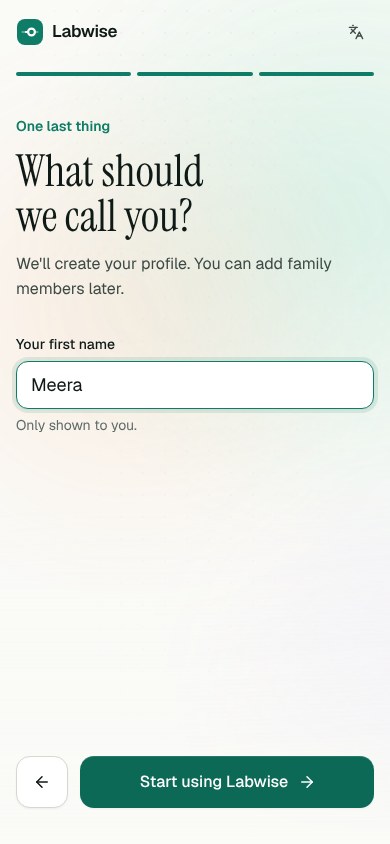 Labwise
One last thing
What should
we call you?
We'll create your profile. You can add family
members later.
Your first name
Meera
Only shown to you.
Start using Labwise